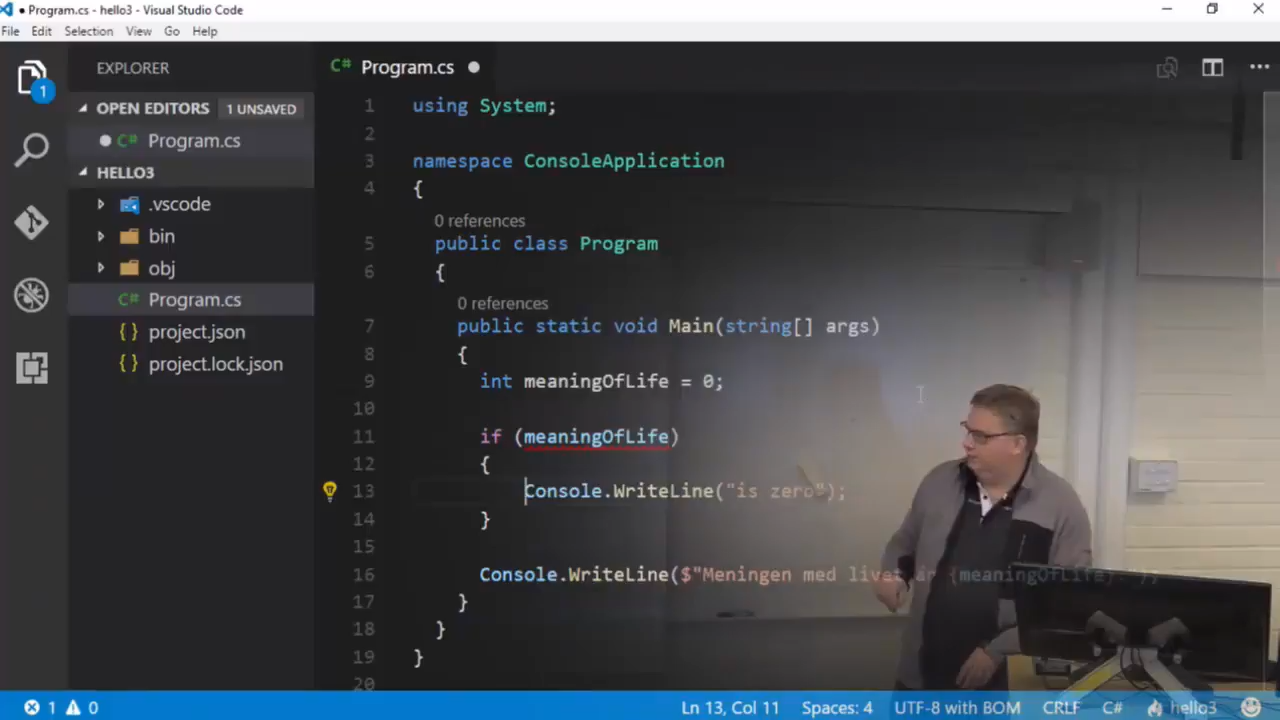 ● Program.cs - hello3 - Visual Studio Code
File Edit Selection View Go Help
EXPLORER
OPEN EDITORS 1 UNSAVED
Program.cs
HELLO3
.vscode
bin
obj
C# Program.cs
{} project.json
{} project.lock.json
1
C# Program.cs ●
1 using System;
2
3 namespace ConsoleApplication
4 {
0 references
5 public class Program
6 {
0 references
7 public static void Main(string[] args)
8 {
9 int meaningOfLife = 0;
10
11 if (meaningOfLife)
12 {
13 Console.WriteLine("is zero");
14 }
15
16 Console.WriteLine($"Meningen med livet är {meaningOfLife}.");
17 }
18 }
19 }
20
1 0 Ln 13, Col 11 Spaces: 4 UTF-8 with BOM CRLF C# hello3